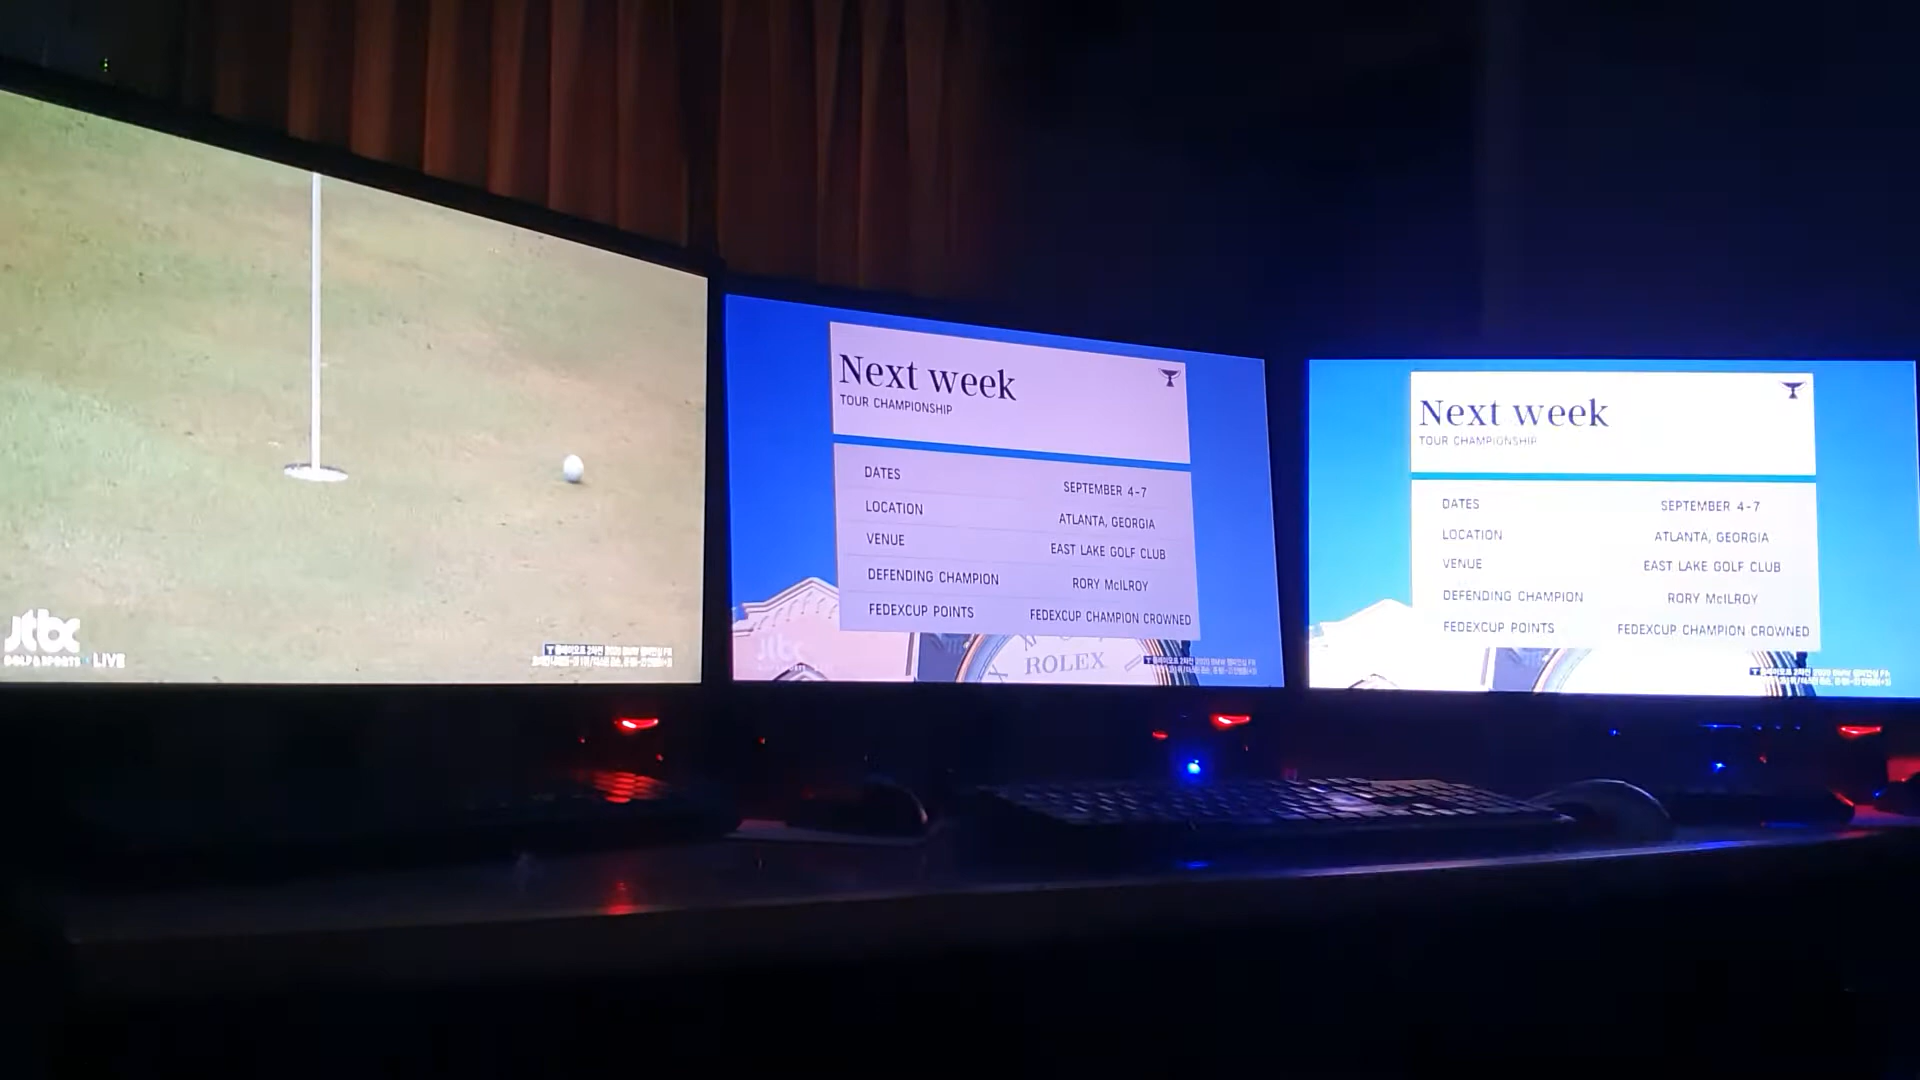 jtbc
GOLF&SPORTS LIVE
Next week
TOUR CHAMPIONSHIP
DATES SEPTEMBER 4-7
LOCATION ATLANTA, GEORGIA
VENUE EAST LAKE GOLF CLUB
DEFENDING CHAMPION RORY McILROY
FEDEXCUP POINTS FEDEXCUP CHAMPION CROWNED
jtbc
ROLEX
Next week
TOUR CHAMPIONSHIP
DATES SEPTEMBER 4-7
LOCATION ATLANTA, GEORGIA
VENUE EAST LAKE GOLF CLUB
DEFENDING CHAMPION RORY McILROY
FEDEXCUP POINTS FEDEXCUP CHAMPION CROWNED